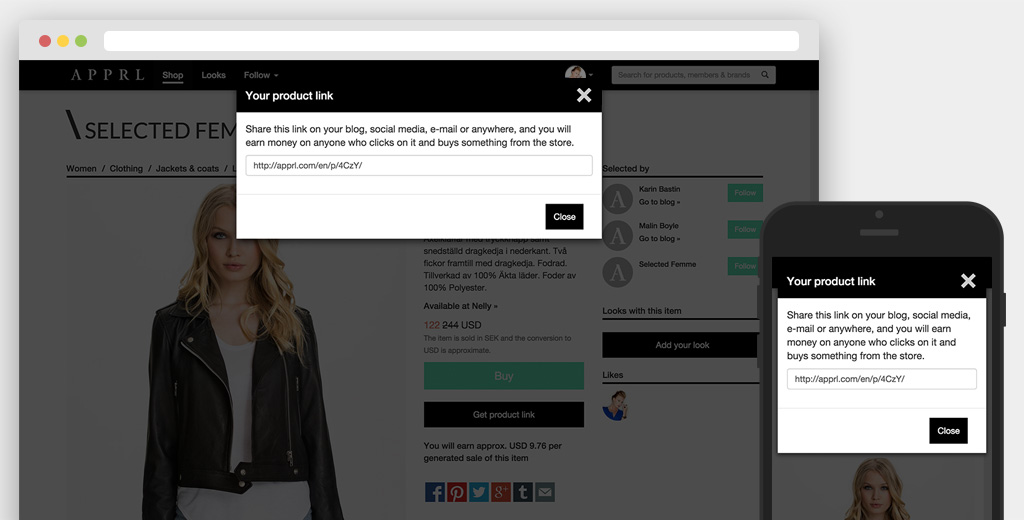 APPRL Shop Looks Follow Search for products, members & brands
Your product link
\SELECTED FEM
Share this link on your blog, social media, e-mail or anywhere, and you will
earn money on anyone who clicks on it and buys something from the store.
http://apprl.com/en/p/4CzY/
Close
Women / Clothing / Jackets & coats / L
snedställd dragkedja i nederkant. Två
fickor framtill med dragkedja. Fodrad.
Tillverkad av 100% Äkta läder. Foder av
100% Polyester.
Available at Nelly »
122 244 USD
The item is sold in SEK and the conversion to
USD is approximate.
Buy
Get product link
You will earn approx. USD 9.76 per
generated sale of this item
Selected by
Karin Bastin
Go to blog »
Follow
Malin Boyle
Go to blog »
Follow
Selected Femme
Follow
Looks with this item
Add your look
Likes
Your product link
Share this link on your blog, social media,
e-mail or anywhere, and you will earn
money on anyone who clicks on it and
buys something from the store.
http://apprl.com/en/p/4CzY/
Close